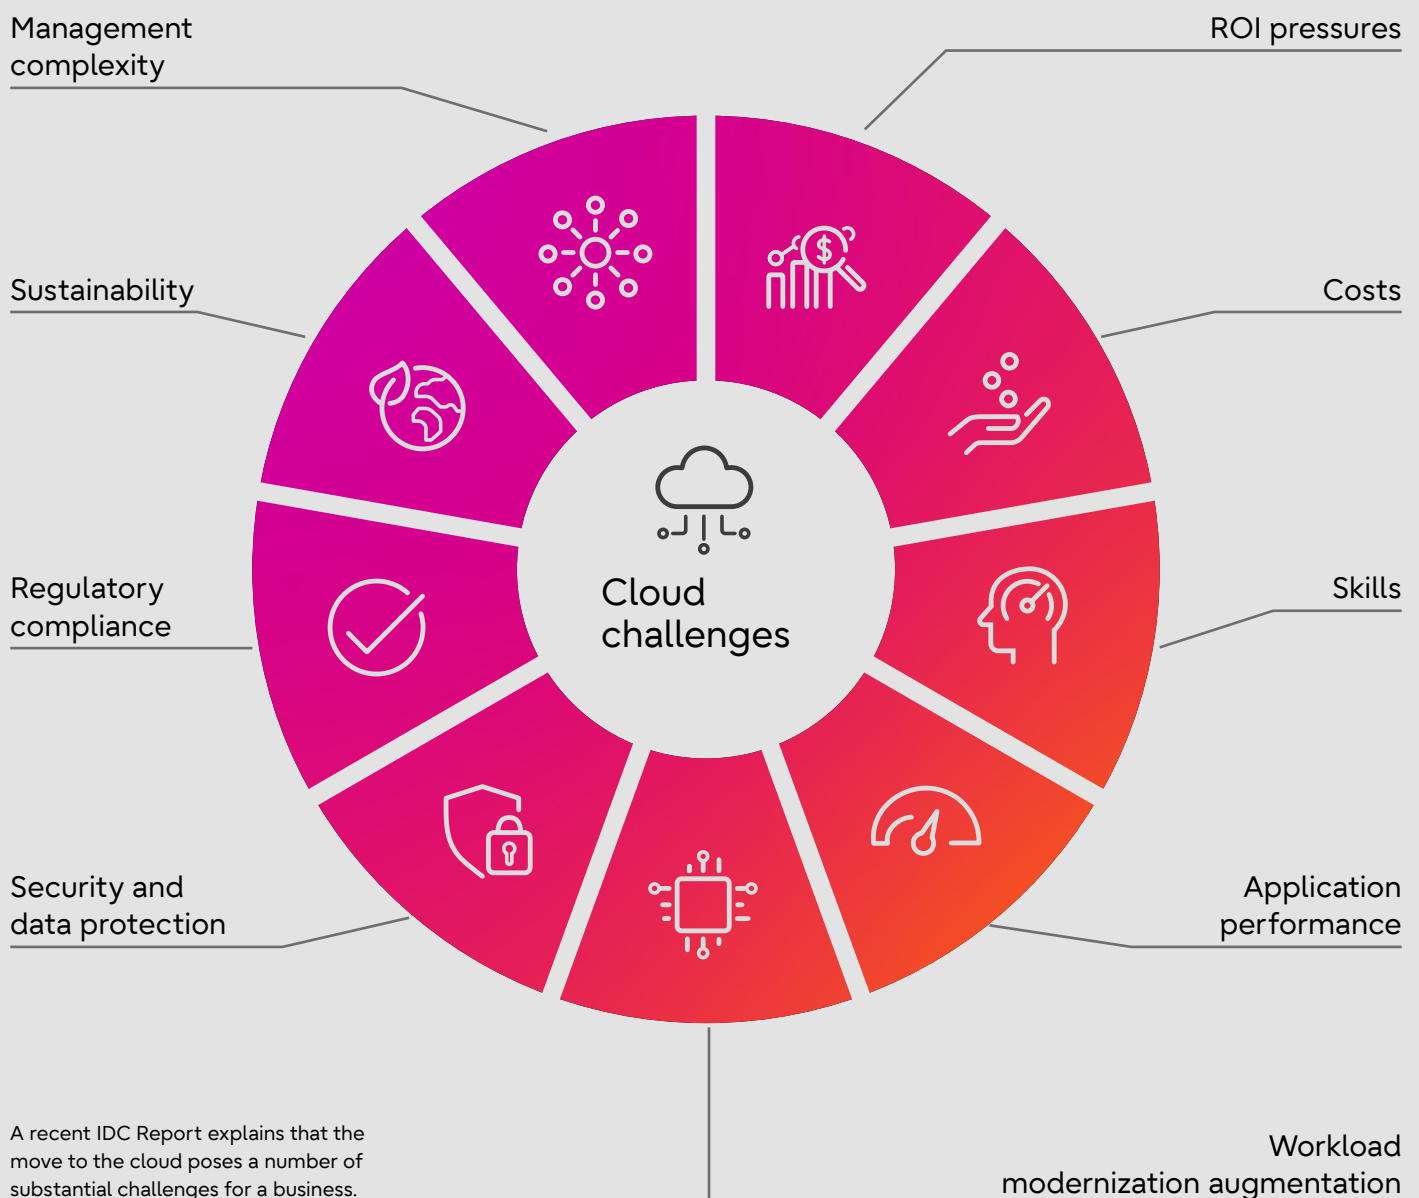 Management
complexity
ROI pressures
Sustainability
Costs
Cloud
challenges
Regulatory
compliance
Skills
Security and
data protection
Application
performance
A recent IDC Report explains that the
move to the cloud poses a number of
substantial challenges for a business.
Workload
modernization augmentation